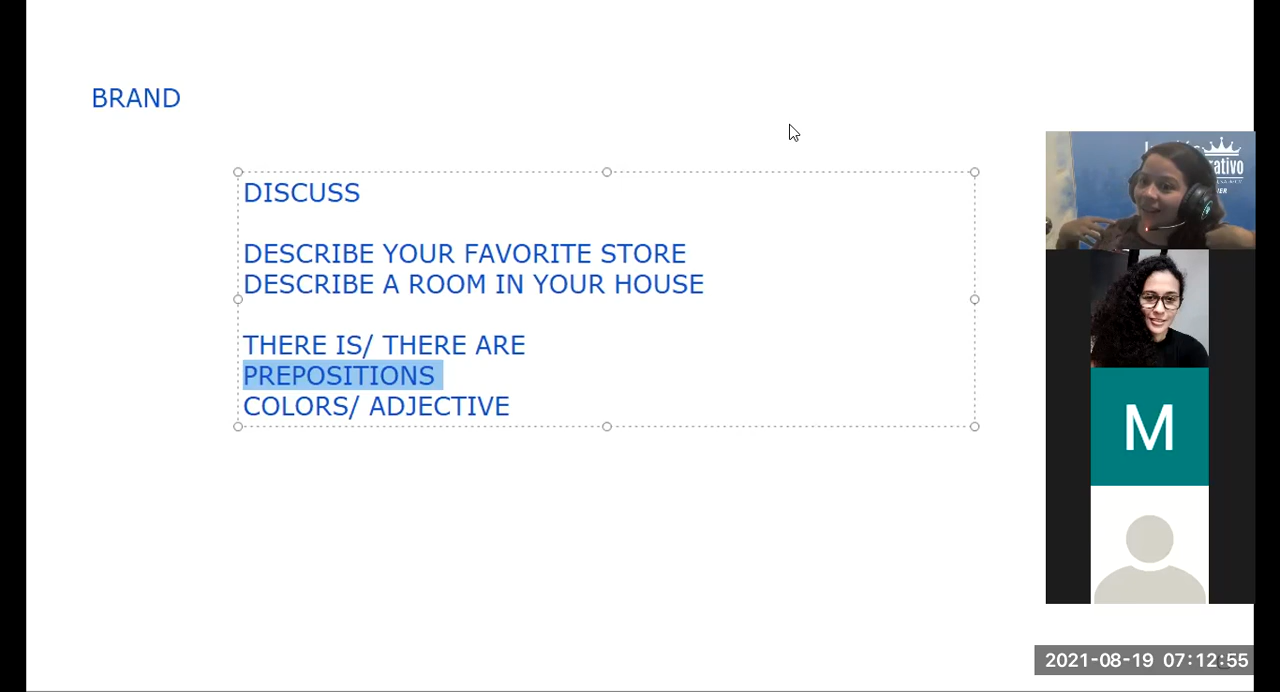 BRAND
DISCUSS
DESCRIBE YOUR FAVORITE STORE
DESCRIBE A ROOM IN YOUR HOUSE
THERE IS/ THERE ARE
PREPOSITIONS
COLORS/ ADJECTIVE
M
2021-08-19 07:12:55